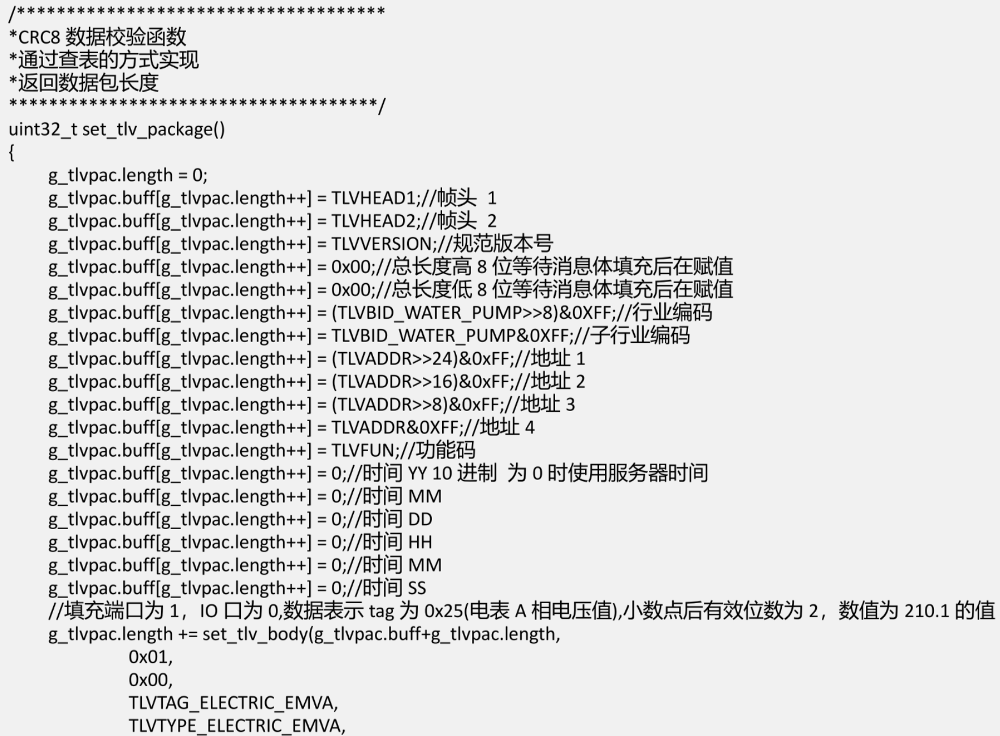 /*************************************
*CRC8 数据校验函数
*通过查表的方式实现
*返回数据包长度
*************************************/
uint32_t set_tlv_package()
{
g_tlvpac.length = 0;
g_tlvpac.buff[g_tlvpac.length++] = TLVHEAD1;//帧头 1
g_tlvpac.buff[g_tlvpac.length++] = TLVHEAD2;//帧头 2
g_tlvpac.buff[g_tlvpac.length++] = TLVVERSION;//规范版本号
g_tlvpac.buff[g_tlvpac.length++] = 0x00;//总长度高 8 位等待消息体填充后在赋值
g_tlvpac.buff[g_tlvpac.length++] = 0x00;//总长度低 8 位等待消息体填充后在赋值
g_tlvpac.buff[g_tlvpac.length++] = (TLVBID_WATER_PUMP>>8)&0XFF;//行业编码
g_tlvpac.buff[g_tlvpac.length++] = TLVBID_WATER_PUMP&0XFF;//子行业编码
g_tlvpac.buff[g_tlvpac.length++] = (TLVADDR>>24)&0xFF;//地址 1
g_tlvpac.buff[g_tlvpac.length++] = (TLVADDR>>16)&0xFF;//地址 2
g_tlvpac.buff[g_tlvpac.length++] = (TLVADDR>>8)&0xFF;//地址 3
g_tlvpac.buff[g_tlvpac.length++] = TLVADDR&0XFF;//地址 4
g_tlvpac.buff[g_tlvpac.length++] = TLVFUN;//功能码
g_tlvpac.buff[g_tlvpac.length++] = 0;//时间 YY 10 进制 为 0 时使用服务器时间
g_tlvpac.buff[g_tlvpac.length++] = 0;//时间 MM
g_tlvpac.buff[g_tlvpac.length++] = 0;//时间 DD
g_tlvpac.buff[g_tlvpac.length++] = 0;//时间 HH
g_tlvpac.buff[g_tlvpac.length++] = 0;//时间 MM
g_tlvpac.buff[g_tlvpac.length++] = 0;//时间 SS
//填充端口为 1，IO 口为 0,数据表示 tag 为 0x25(电表 A 相电压值),小数点后有效位数为 2，数值为 210.1 的值
g_tlvpac.length += set_tlv_body(g_tlvpac.buff+g_tlvpac.length,
0x01,
0x00,
TLVTAG_ELECTRIC_EMVA,
TLVTYPE_ELECTRIC_EMVA,